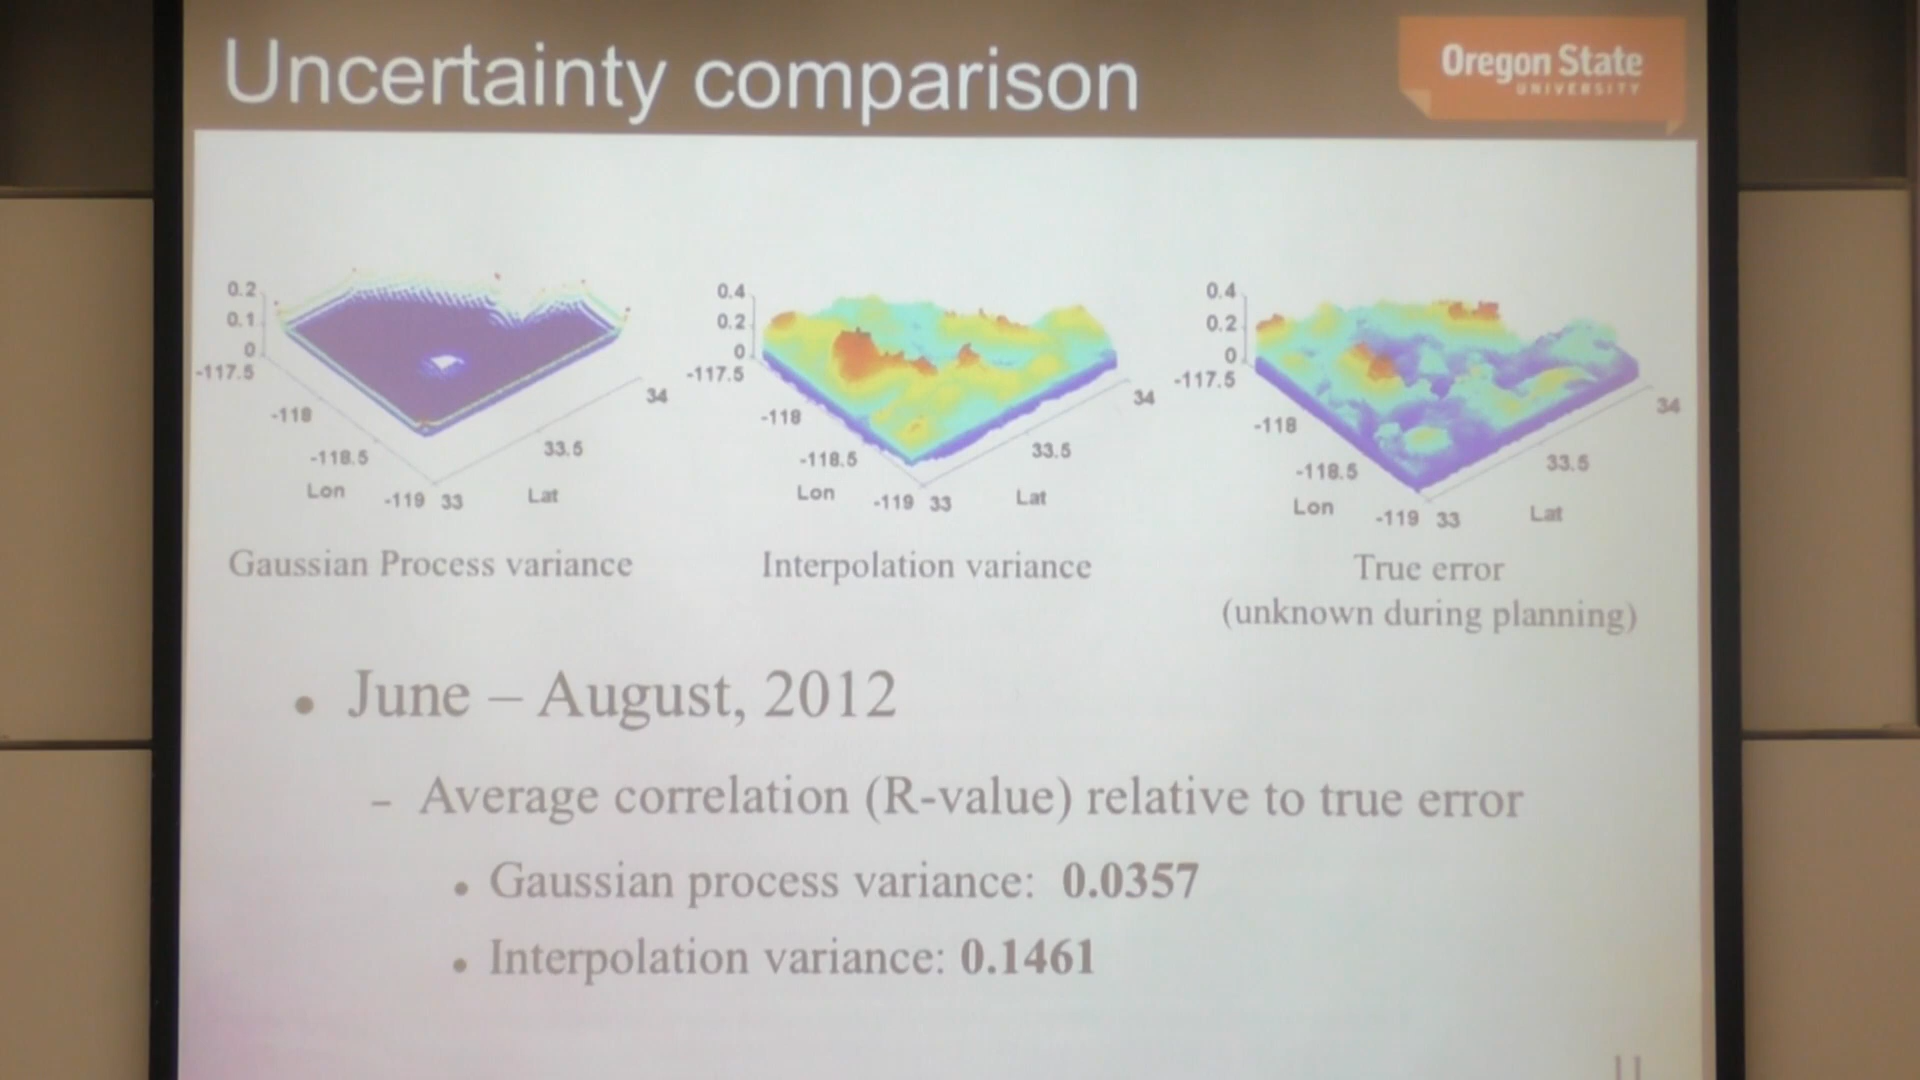 Uncertainty comparison
Oregon State
UNIVERSITY
0.2
0.1
0
-117.5
-118
-118.5
-119
Lon
33
33.5
34
Lat
Gaussian Process variance
0.4
0.2
0
-117.5
-118
-118.5
-119
Lon
33
33.5
34
Lat
Interpolation variance
0.4
0.2
0
-117.5
-118
-118.5
-119
Lon
33
33.5
34
Lat
True error
(unknown during planning)
• June – August, 2012
– Average correlation (R-value) relative to true error
• Gaussian process variance: 0.0357
• Interpolation variance: 0.1461
11